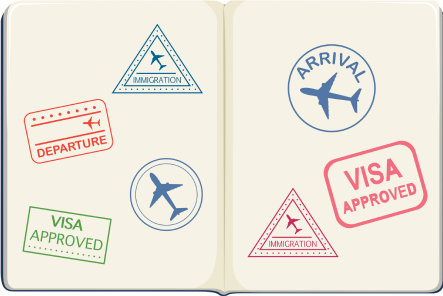 IMMIGRATION
DEPARTURE
VISA
APPROVED
ARRIVAL
VISA
APPROVED
IMMIGRATION